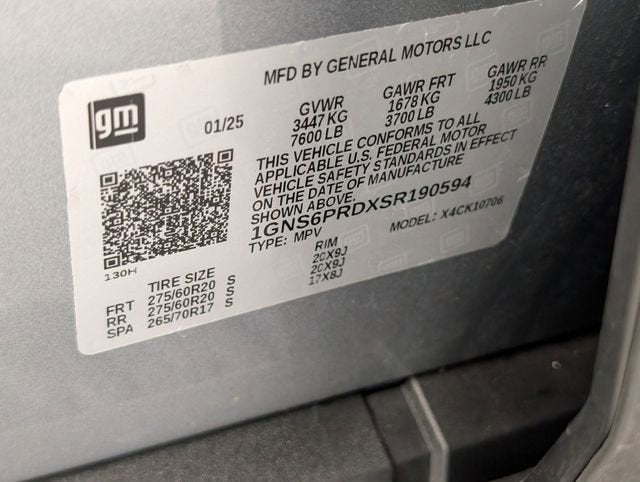 MFD BY GENERAL MOTORS LLC
gm
01/25
GVWR
3447 KG
7600 LB
GAWR FRT
1678 KG
3700 LB
GAWR RR
1950 KG
4300 LB
THIS VEHICLE CONFORMS TO ALL
APPLICABLE U.S. FEDERAL MOTOR
VEHICLE SAFETY STANDARDS IN EFFECT
ON THE DATE OF MANUFACTURE
SHOWN ABOVE.
1GNS6PRDXSR190594
TYPE: MPV
MODEL: X4CK10706
130H
TIRE SIZE
RIM
FRT 275/60R20 S 20X9J
RR 275/60R20 S 20X9J
SPA 265/70R17 S 17X8J